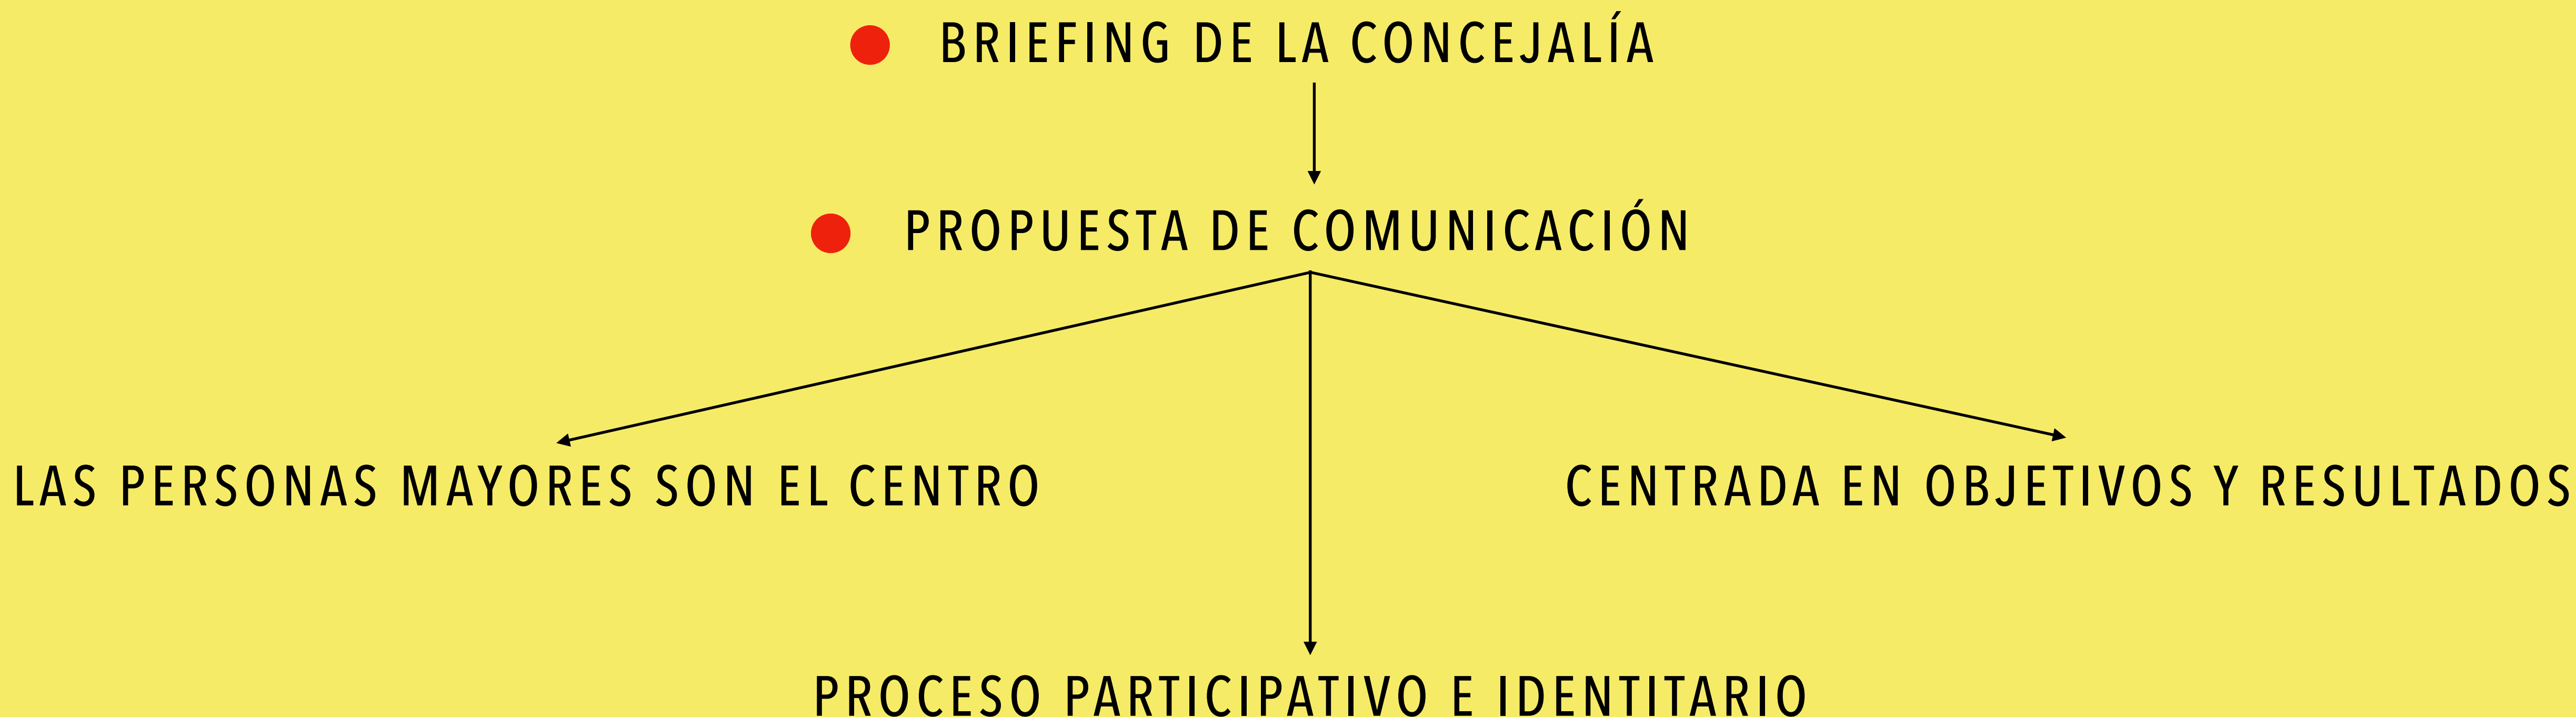 BRIEFING DE LA CONCEJALÍA
PROPUESTA DE COMUNICACIÓN
LAS PERSONAS MAYORES SON EL CENTRO
CENTRADA EN OBJETIVOS Y RESULTADOS
PROCESO PARTICIPATIVO E IDENTITARIO